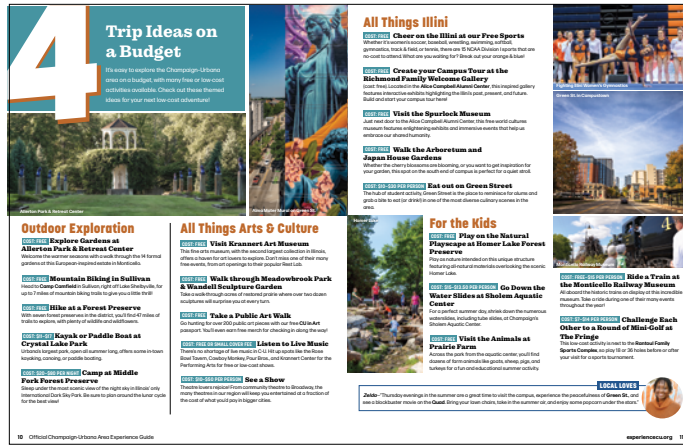 4
Trip Ideas on
a Budget
It's easy to explore the Champaign-Urbana
area on a budget, with many free or low-cost
activities available. Check out these themed
ideas for your next low-cost adventure!
Allerton Park & Retreat Center
Alice Millar Mural on Green St.
Outdoor Exploration
COST: FREE Explore Gardens at
Allerton Park & Retreat Center
Welcome the warmer seasons with a walk through the 14 formal
gardens at this European-inspired estate in Monticello.
COST: FREE Mountain Biking in Sullivan
Head to Camp Camfield in Sullivan, right off Lake Shelbyville, for
up to 7 miles of mountain biking trails to give you a little thrill!
COST: FREE Hike at a Forest Preserve
With seven forest preserves in the district, you'll find 47 miles of
trails to explore, with plenty of wildlife and wildflowers.
COST: $11-$17 Kayak or Paddle Boat at
Crystal Lake Park
Urbana's largest park, open all summer long, offers some in-town
kayaking, canoeing, or paddle boating.
COST: $20-$80 PER NIGHT Camp at Middle
Fork Forest Preserve
Sleep under the most scenic view of the night sky in Illinois' only
International Dark Sky Park. Be sure to plan around the lunar cycle
for the best view!
All Things Arts & Culture
COST: FREE Visit Krannert Art Museum
This fine arts museum, with the second largest collection in Illinois,
offers a haven for art lovers to explore. Don't miss one of their many
free events, from art openings to their popular Rest Lab.
COST: FREE Walk through Meadowbrook Park
& Wandell Sculpture Garden
Take a walk through acres of restored prairie where over two dozen
sculptures will surprise you at every turn.
COST: FREE Take a Public Art Walk
Go hunting for over 200 public art pieces with our free CU in Art
passport. You'll even earn free merch for checking in along the way!
COST: FREE OR SMALL COVER FEE Listen to Live Music
There's no shortage of live music in C-U. Hit up spots like the Rose
Bowl Tavern, Cowboy Monkey, Pour Bros., and Krannert Center for the
Performing Arts for free or low-cost shows.
COST: $10-$50 PER PERSON See a Show
Theatre lovers rejoice! From community theatre to Broadway, the
many theatres in our region will keep you entertained at a fraction of
the cost of what you'd pay in bigger cities.
10 Official Champaign-Urbana Area Experience Guide
All Things Illini
COST: FREE Cheer on the Illini at our Free Sports
Whether it's women's soccer, baseball, wrestling, swimming, softball,
gymnastics, track & field, or tennis, there are 15 NCAA Division I sports that are
no-cost to attend. What are you waiting for? Break out your orange & blue!
COST: FREE Create your Campus Tour at the
Richmond Family Welcome Gallery
(cost: free). Located in the Alice Campbell Alumni Center, this inspired gallery
features interactive exhibits highlighting the Illini's past, present, and future.
Build and start your campus tour here!
COST: FREE Visit the Spurlock Museum
Just next door to the Alice Campbell Alumni Center, this free world cultures
museum features enlightening exhibits and immersive events that help us
embrace our shared humanity.
COST: FREE Walk the Arboretum and
Japan House Gardens
Whether the cherry blossoms are blooming, or you want to get inspiration for
your garden, this spot on the south end of campus is perfect for a quiet stroll.
COST: $10-$20 PER PERSON Eat out on Green Street
The hub of student activity, Green Street is the place to reminisce for alums and
grab a bite to eat (or drink!) in one of the most diverse culinary scenes in the
area.
Fighting Illini Women's Gymnastics
Green St. in Campustown
Homer Lake
For the Kids
COST: FREE Play on the Natural
Playscape at Homer Lake Forest
Preserve
Play as nature intended on this unique structure
featuring all-natural materials overlooking the scenic
Homer Lake.
Go Down the
Water Slides at Sholem Aquatic
Center
For a perfect summer day, shriek down the numerous
waterslides, including tube slides, at Champaign's
Sholem Aquatic Center.
COST: FREE Visit the Animals at
Prairie Farm
Across the park from the aquatic center, you'll find
dozens of farm animals like goats, sheep, pigs, and
turkeys for a fun and educational summer activity.
Monticello Railway Museum
COST: FREE-$15 PER PERSON Ride a Train at
the Monticello Railway Museum
All aboard the historic trains on display at this incredible
museum. Take a ride during one of their many events
throughout the year!
COST: $7-$14 PER PERSON Challenge Each
Other to a Round of Mini-Golf at
The Fringe
This low-cost activity is next to the Rantoul Family
Sports Complex, so play 18 or 36 holes before or after
your visit for a sports tournament.
LOCAL LOVES
Zelda–"Thursday evenings in the summer are a great time to visit the campus, experience the peacefulness of Green St., and
see a blockbuster movie on the Quad. Bring your lawn chairs, take in the summer air, and enjoy some popcorn under the stars."
experiencecu.org 11